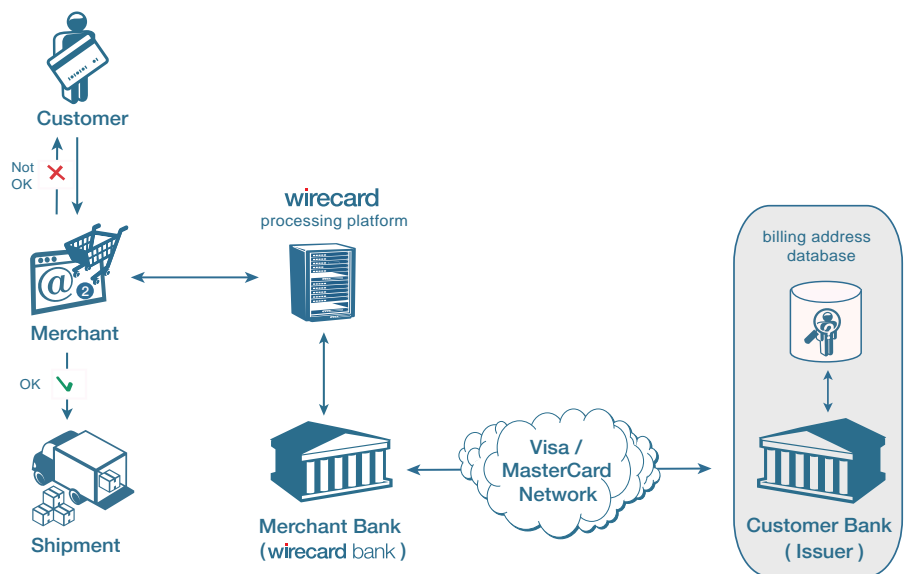 Customer
Not
OK
wirecard
processing platform
billing address
database
@
2
Merchant
OK
Visa /
MasterCard
Network
Shipment
Merchant Bank
( wirecard bank )
Customer Bank
( Issuer )